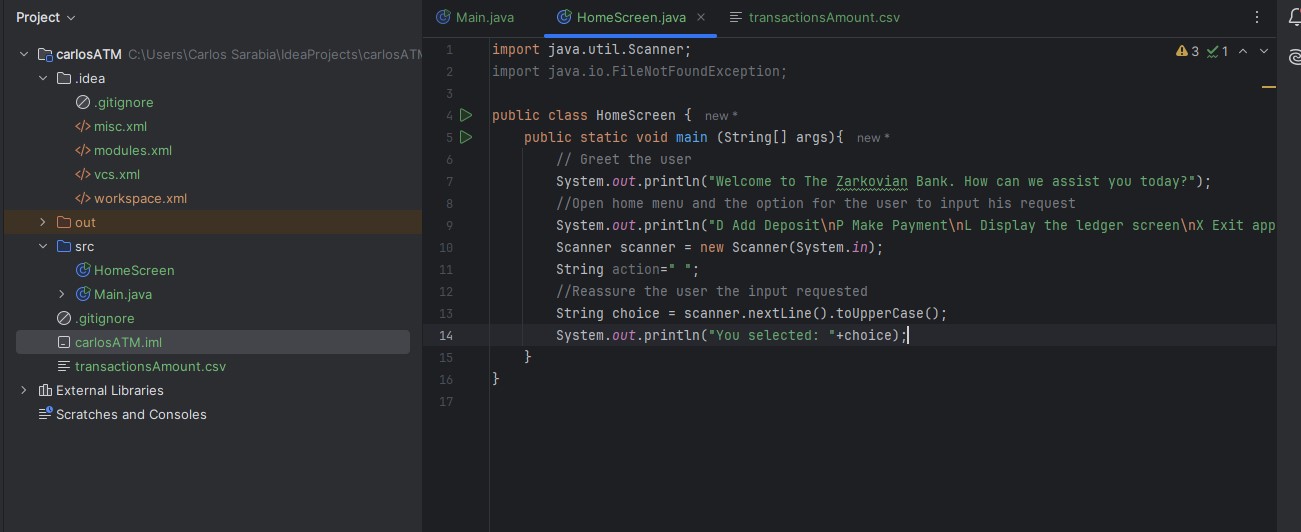 Project
carlosATM C:\Users\Carlos Sarabia\IdeaProjects\carlosATM
.idea
.gitignore
misc.xml
modules.xml
vcs.xml
workspace.xml
out
src
HomeScreen
Main.java
.gitignore
carlosATM.iml
transactionsAmount.csv
External Libraries
Scratches and Consoles
Main.java HomeScreen.java transactionsAmount.csv
3 1
1 import java.util.Scanner;
2 import java.io.FileNotFoundException;
3
4 public class HomeScreen { new *
5 public static void main (String[] args){ new *
6 // Greet the user
7 System.out.println("Welcome to The Zarkovian Bank. How can we assist you today?");
8 //Open home menu and the option for the user to input his request
9 System.out.println("D Add Deposit\nP Make Payment\nL Display the ledger screen\nX Exit app
10 Scanner scanner = new Scanner(System.in);
11 String action=" ";
12 //Reassure the user the input requested
13 String choice = scanner.nextLine().toUpperCase();
14 System.out.println("You selected: "+choice);
15 }
16 }
17